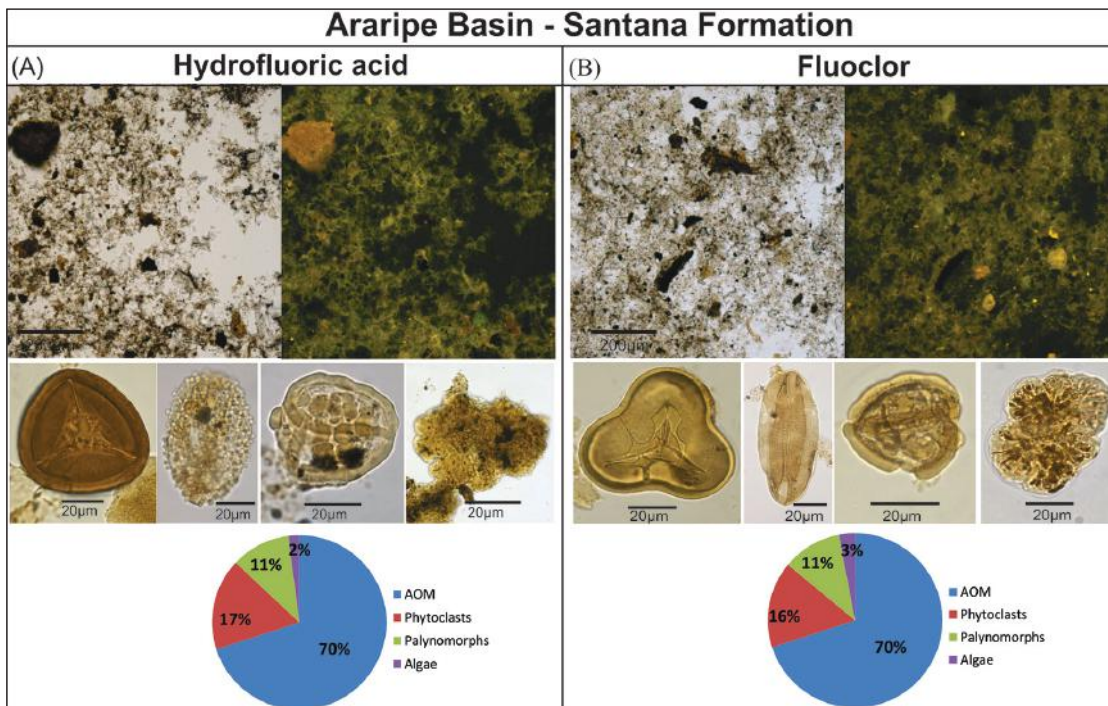 Araripe Basin - Santana Formation
(A) Hydrofluoric acid
(B) Fluoclor
200µm
20µm
20µm
20µm
20µm
20µm
20µm
20µm
20µm
2%
11%
17%
70%
AOM
Phytoclasts
Palynomorphs
Algae
3%
11%
16%
70%
AOM
Phytoclasts
Palynomorphs
Algae